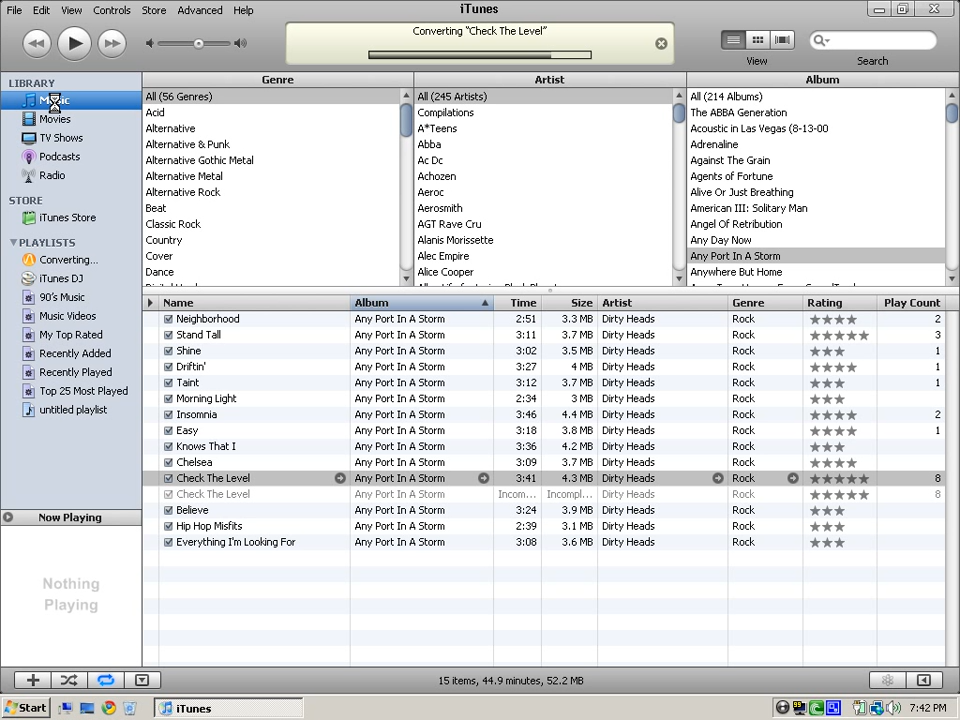 iTunes
File Edit View Controls Store Advanced Help
Converting "Check The Level"
View
Search
LIBRARY
Movies
TV Shows
Podcasts
Radio
STORE
iTunes Store
PLAYLISTS
Converting...
iTunes DJ
90's Music
Music Videos
My Top Rated
Recently Added
Recently Played
Top 25 Most Played
untitled playlist
Now Playing
Nothing
Playing
Genre
All (56 Genres)
Acid
Alternative
Alternative & Punk
Alternative Gothic Metal
Alternative Metal
Alternative Rock
Beat
Classic Rock
Country
Cover
Dance
Artist
All (245 Artists)
Compilations
A*Teens
Abba
Ac Dc
Achozen
Aeroc
Aerosmith
AGT Rave Cru
Alanis Morissette
Alec Empire
Alice Cooper
Album
All (214 Albums)
The ABBA Generation
Acoustic in Las Vegas (8-13-00
Adrenaline
Against The Grain
Agents of Fortune
Alive Or Just Breathing
American III: Solitary Man
Angel Of Retribution
Any Day Now
Any Port In A Storm
Anywhere But Home
Name Album Time Size Artist Genre Rating Play Count
Neighborhood Any Port In A Storm 2:51 3.3 MB Dirty Heads Rock ★★★★ 2
Stand Tall Any Port In A Storm 3:11 3.7 MB Dirty Heads Rock ★★★★★ 3
Shine Any Port In A Storm 3:02 3.5 MB Dirty Heads Rock ★★★ 1
Driftin' Any Port In A Storm 3:27 4 MB Dirty Heads Rock ★★★★ 1
Taint Any Port In A Storm 3:12 3.7 MB Dirty Heads Rock ★★★ 1
Morning Light Any Port In A Storm 2:34 3 MB Dirty Heads Rock ★★★
Insomnia Any Port In A Storm 3:46 4.4 MB Dirty Heads Rock ★★★★ 2
Easy Any Port In A Storm 3:18 3.8 MB Dirty Heads Rock ★★★★ 1
Knows That I Any Port In A Storm 3:36 4.2 MB Dirty Heads Rock ★★★
Chelsea Any Port In A Storm 3:09 3.7 MB Dirty Heads Rock ★★★★
Check The Level Any Port In A Storm 3:41 4.3 MB Dirty Heads Rock ★★★★★ 8
Check The Level Any Port In A Storm Incom... Incompl... Dirty Heads Rock ★★★★★ 8
Believe Any Port In A Storm 3:24 3.9 MB Dirty Heads Rock ★★★
Hip Hop Misfits Any Port In A Storm 2:39 3.1 MB Dirty Heads Rock ★★★
Everything I'm Looking For Any Port In A Storm 3:08 3.6 MB Dirty Heads Rock ★★★
15 items, 44.9 minutes, 52.2 MB
Start iTunes 7:42 PM